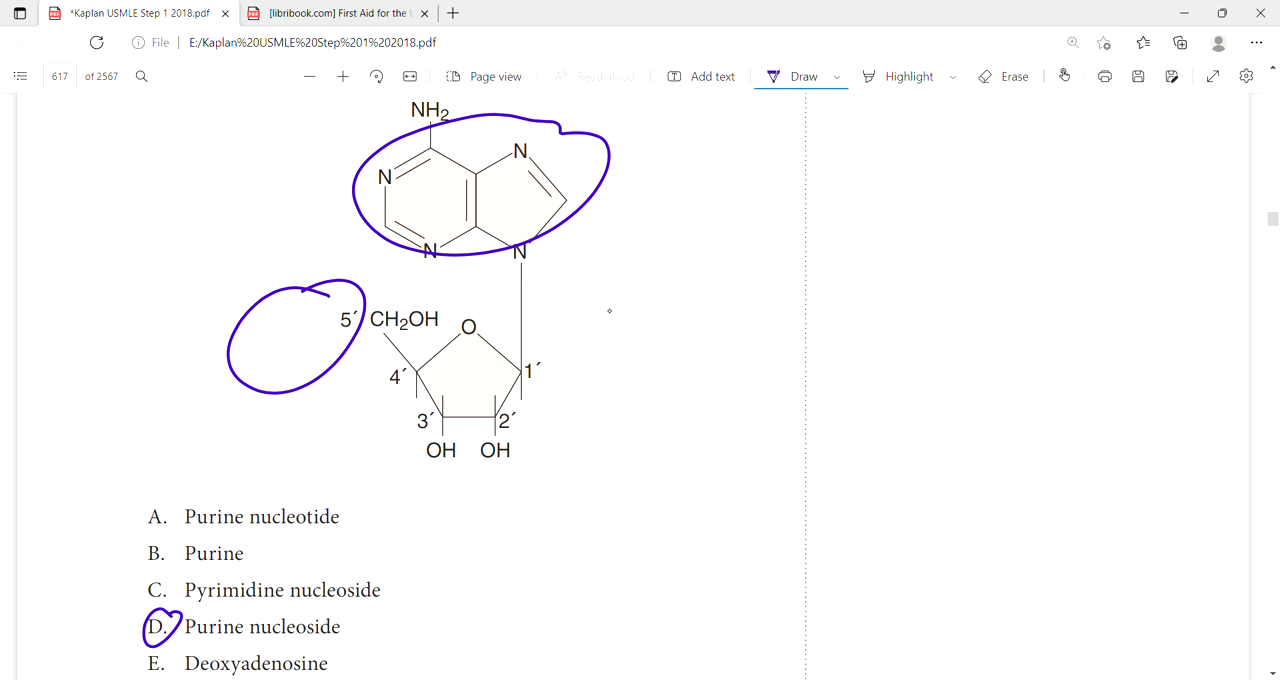 *Kaplan USMLE Step 1 2018.pdf
[libribook.com] First Aid for the
File
E:/Kaplan%20USMLE%20Step%201%202018.pdf
617 of 2567
Page view
Read aloud
Add text
Draw
Highlight
Erase
NH2
N
N
N
N
5´ CH2OH
O
4´
1´
3´
2´
OH
OH
A. Purine nucleotide
B. Purine
C. Pyrimidine nucleoside
D. Purine nucleoside
E. Deoxyadenosine